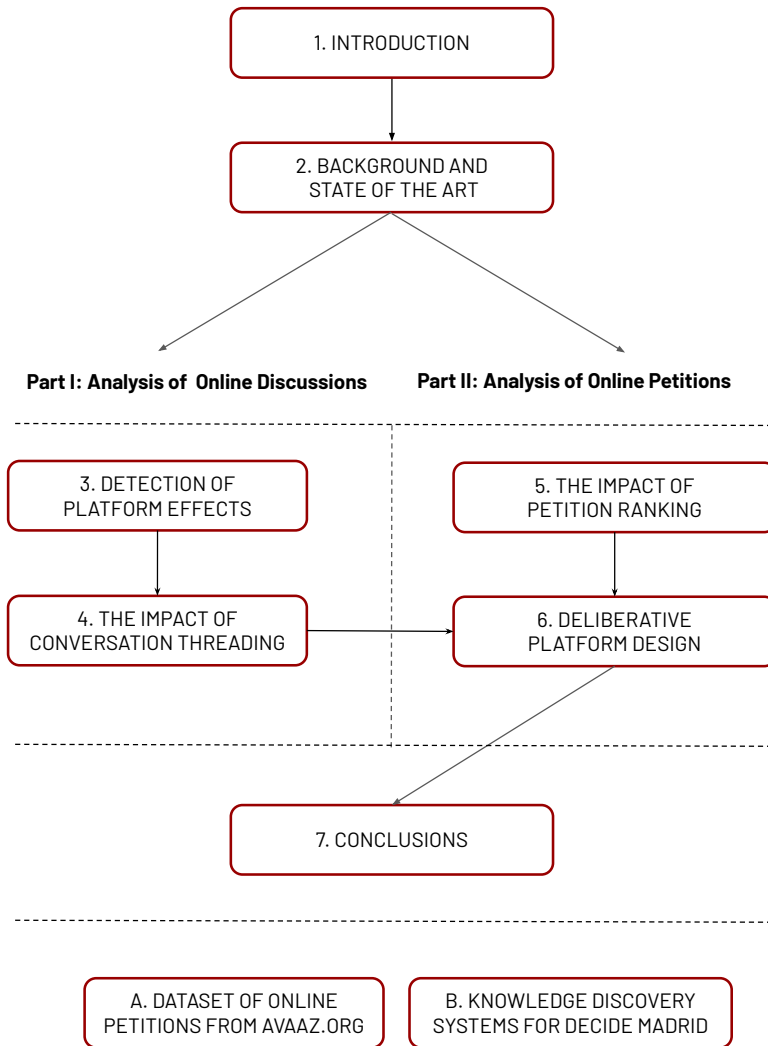 1. INTRODUCTION
2. BACKGROUND AND
STATE OF THE ART
Part I: Analysis of Online Discussions
Part II: Analysis of Online Petitions
3. DETECTION OF
PLATFORM EFFECTS
5. THE IMPACT OF
PETITION RANKING
4. THE IMPACT OF
CONVERSATION THREADING
6. DELIBERATIVE
PLATFORM DESIGN
7. CONCLUSIONS
A. DATASET OF ONLINE
PETITIONS FROM AVAAZ.ORG
B. KNOWLEDGE DISCOVERY
SYSTEMS FOR DECIDE MADRID